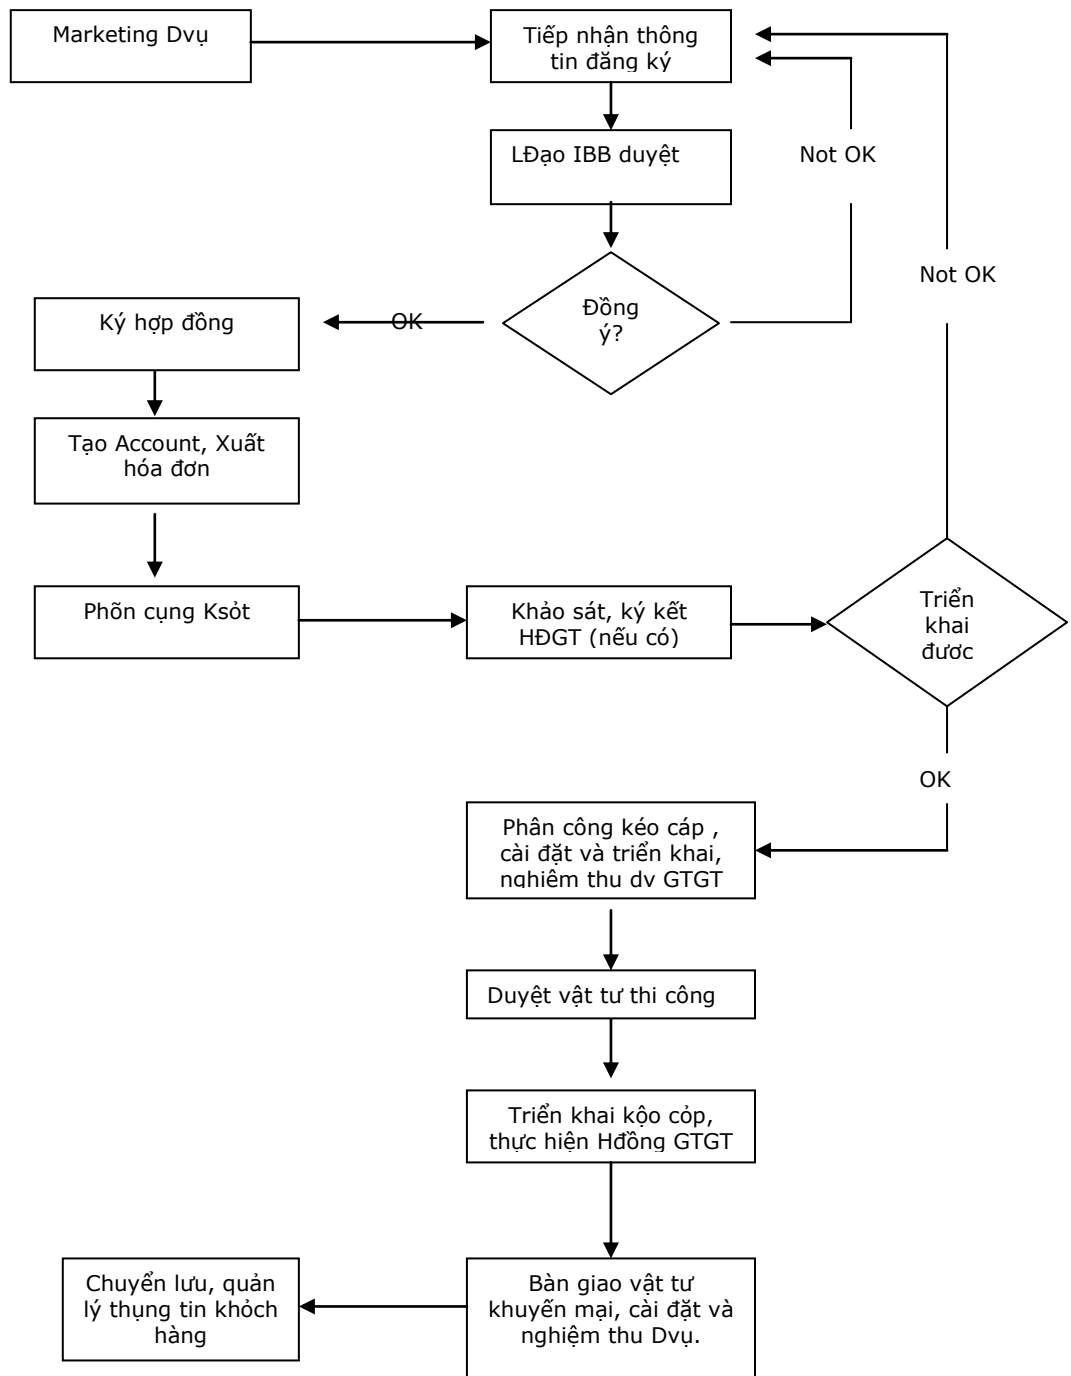 Marketing Dvụ
Tiếp nhận thông
tin đăng ký
LĐạo IBB duyệt
Not OK
Not OK
Đồng
ý?
OK
Ký hợp đồng
Tạo Account, Xuất
hóa đơn
Phõn cụng Ksỏt
Khảo sát, ký kết
HĐGT (nếu có)
Triển
khai
đươc
OK
Phân công kéo cáp ,
cài đặt và triển khai,
nghiệm thu dv GTGT
Duyệt vật tư thi công
Triển khai kộo cỏp,
thực hiện Hđồng GTGT
Chuyển lưu, quản
lý thụng tin khỏch
hàng
Bàn giao vật tư
khuyến mại, cài đặt và
nghiệm thu Dvụ.